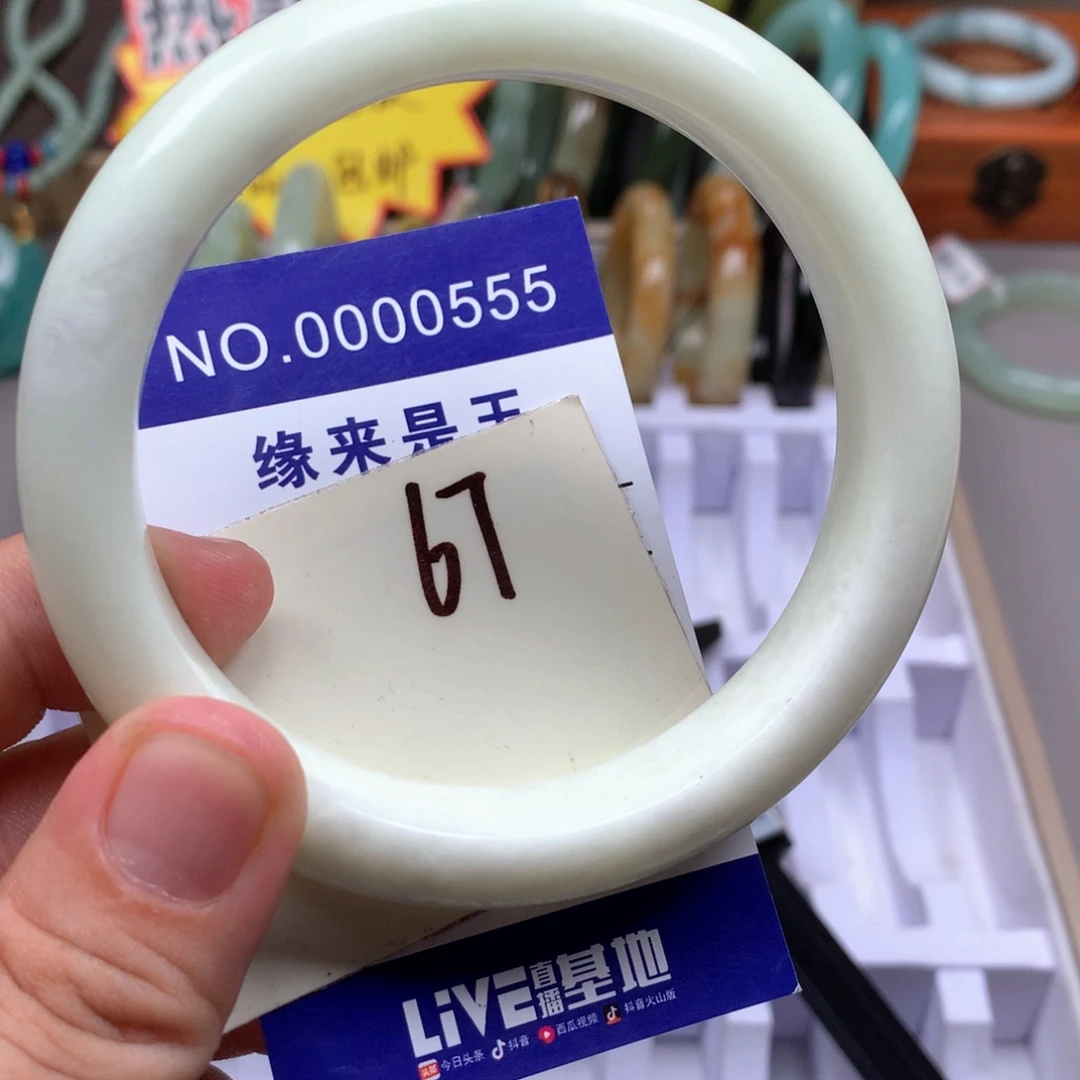 NO.0000555
缘来是玉
67
LiVE直播基地
今日头条 抖音 西瓜视频 抖音火山版